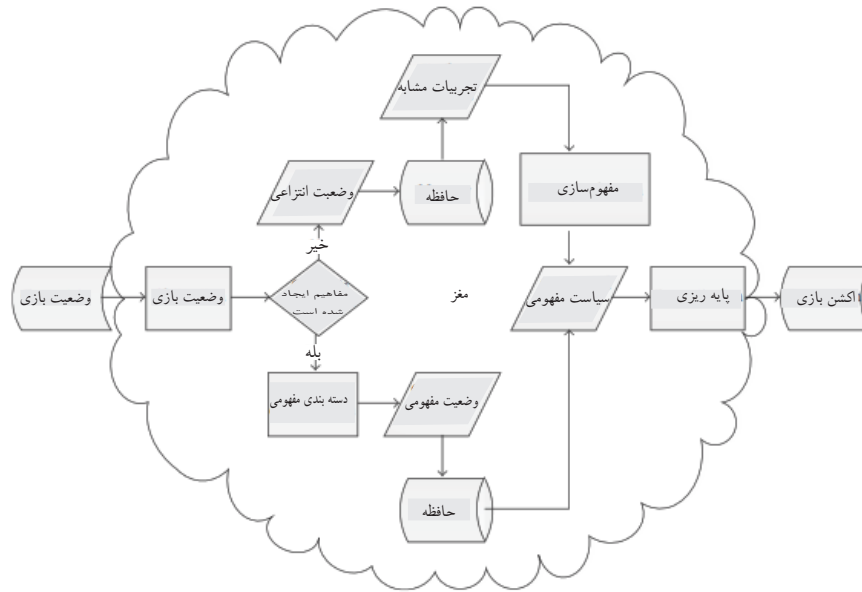 تجربیات مشابه
وضعیت انتزاعی
حافظه
مفهوم‌سازی
خیر
وضعیت بازی
وضعیت بازی
مفاهیم ایجاد
شده است
مغز
سیاست مفهومی
پایه ریزی
اکشن بازی
بله
دسته بندی مفهومی
وضعیت مفهومی
حافظه